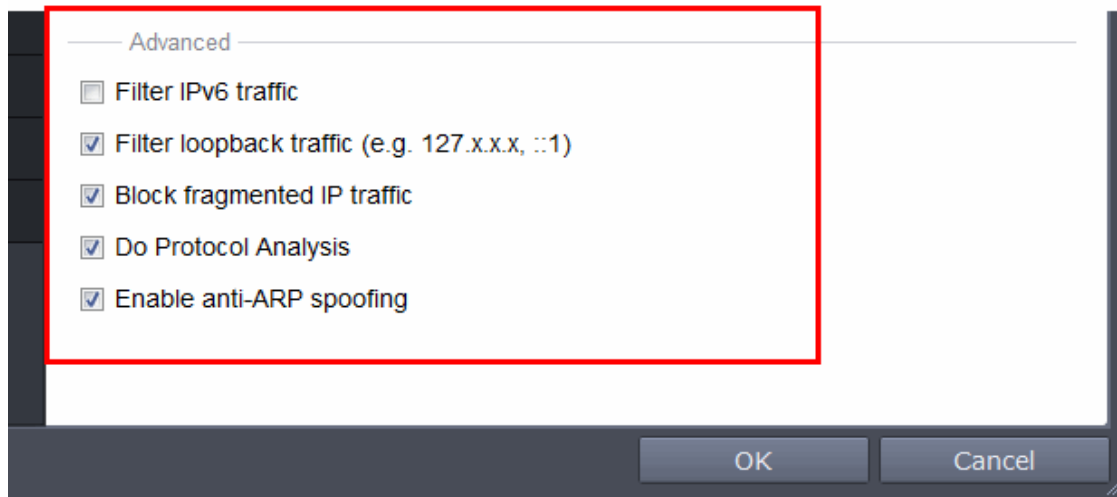 Advanced
Filter IPv6 traffic
Filter loopback traffic (e.g. 127.x.x.x, ::1)
Block fragmented IP traffic
Do Protocol Analysis
Enable anti-ARP spoofing
OK
Cancel